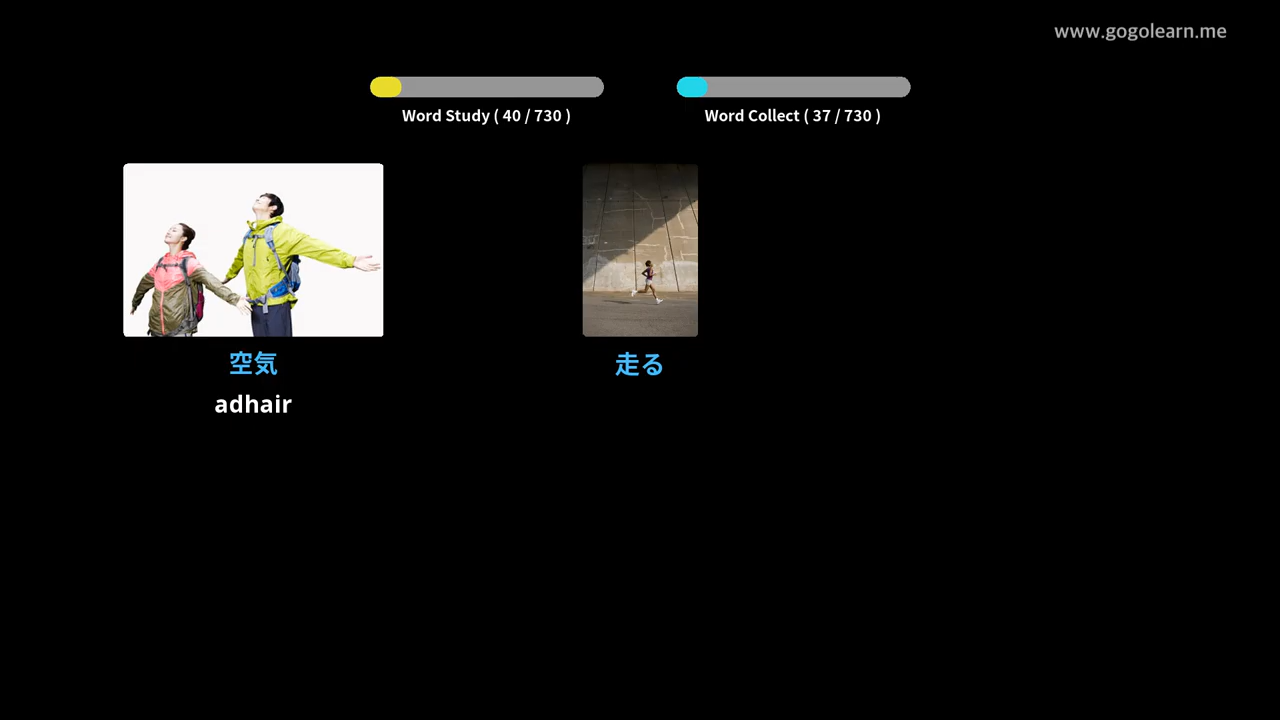 www.gogolearn.me
Word Study ( 40 / 730 )
Word Collect ( 37 / 730 )
空気
走る
adhair